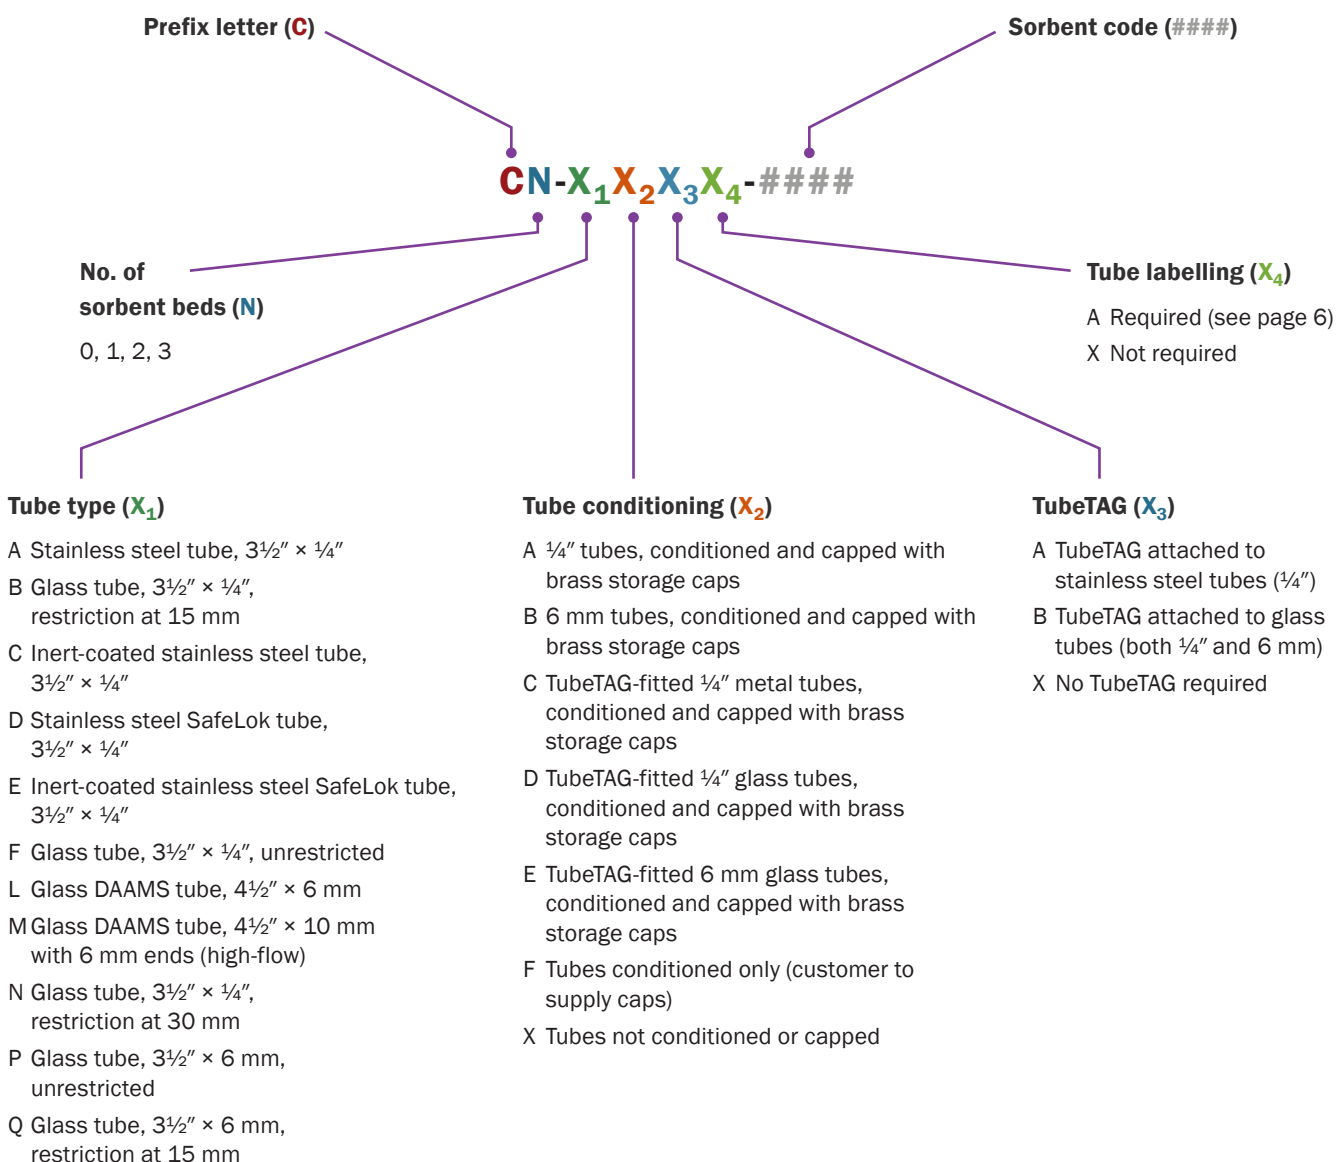 Prefix letter (C)
Sorbent code (####)
CN-X1X2X3X4-####
No. of
sorbent beds (N)
0, 1, 2, 3
Tube labelling (X4)
A Required (see page 6)
X Not required
Tube type (X1)
A Stainless steel tube, 3½″ × ¼″
B Glass tube, 3½″ × ¼″,
restriction at 15 mm
C Inert-coated stainless steel tube,
3½″ × ¼″
D Stainless steel SafeLok tube,
3½″ × ¼″
E Inert-coated stainless steel SafeLok tube,
3½″ × ¼″
F Glass tube, 3½″ × ¼″, unrestricted
L Glass DAAMS tube, 4½″ × 6 mm
M Glass DAAMS tube, 4½″ × 10 mm
with 6 mm ends (high-flow)
N Glass tube, 3½″ × ¼″,
restriction at 30 mm
P Glass tube, 3½″ × 6 mm,
unrestricted
Q Glass tube, 3½″ × 6 mm,
restriction at 15 mm
Tube conditioning (X2)
A ¼″ tubes, conditioned and capped with
brass storage caps
B 6 mm tubes, conditioned and capped with
brass storage caps
C TubeTAG-fitted ¼″ metal tubes,
conditioned and capped with brass
storage caps
D TubeTAG-fitted ¼″ glass tubes,
conditioned and capped with brass
storage caps
E TubeTAG-fitted 6 mm glass tubes,
conditioned and capped with brass
storage caps
F Tubes conditioned only (customer to
supply caps)
X Tubes not conditioned or capped
TubeTAG (X3)
A TubeTAG attached to
stainless steel tubes (¼″)
B TubeTAG attached to glass
tubes (both ¼″ and 6 mm)
X No TubeTAG required